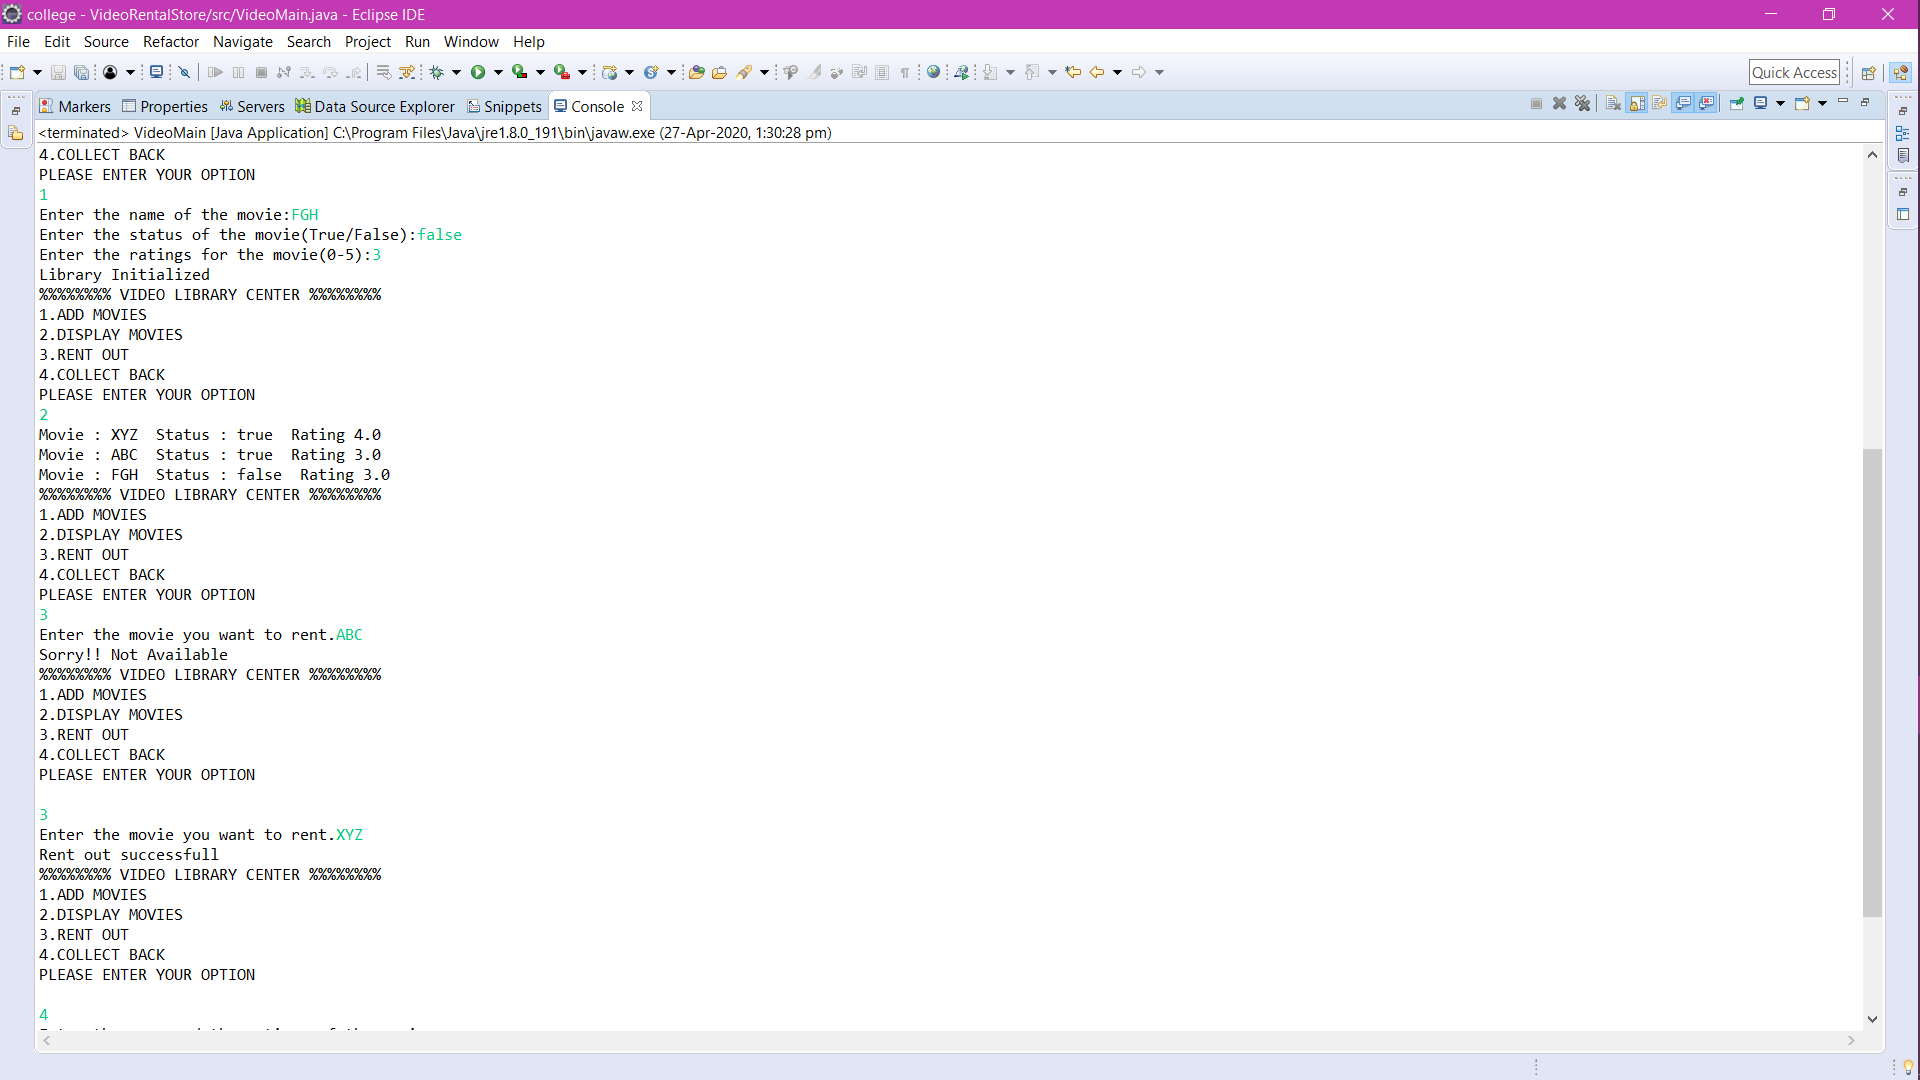 college - VideoRentalStore/src/VideoMain.java - Eclipse IDE
File Edit Source Refactor Navigate Search Project Run Window Help
Quick Access
Markers Properties Servers Data Source Explorer Snippets Console
<terminated> VideoMain [Java Application] C:\Program Files\Java\jre1.8.0_191\bin\javaw.exe (27-Apr-2020, 1:30:28 pm)
4.COLLECT BACK
PLEASE ENTER YOUR OPTION
1
Enter the name of the movie:FGH
Enter the status of the movie(True/False):false
Enter the ratings for the movie(0-5):3
Library Initialized
%%%%%%%% VIDEO LIBRARY CENTER %%%%%%%%
1.ADD MOVIES
2.DISPLAY MOVIES
3.RENT OUT
4.COLLECT BACK
PLEASE ENTER YOUR OPTION
2
Movie : XYZ  Status : true  Rating 4.0
Movie : ABC  Status : true  Rating 3.0
Movie : FGH  Status : false  Rating 3.0
%%%%%%%% VIDEO LIBRARY CENTER %%%%%%%%
1.ADD MOVIES
2.DISPLAY MOVIES
3.RENT OUT
4.COLLECT BACK
PLEASE ENTER YOUR OPTION
3
Enter the movie you want to rent.ABC
Sorry!! Not Available
%%%%%%%% VIDEO LIBRARY CENTER %%%%%%%%
1.ADD MOVIES
2.DISPLAY MOVIES
3.RENT OUT
4.COLLECT BACK
PLEASE ENTER YOUR OPTION
3
Enter the movie you want to rent.XYZ
Rent out successfull
%%%%%%%% VIDEO LIBRARY CENTER %%%%%%%%
1.ADD MOVIES
2.DISPLAY MOVIES
3.RENT OUT
4.COLLECT BACK
PLEASE ENTER YOUR OPTION
4